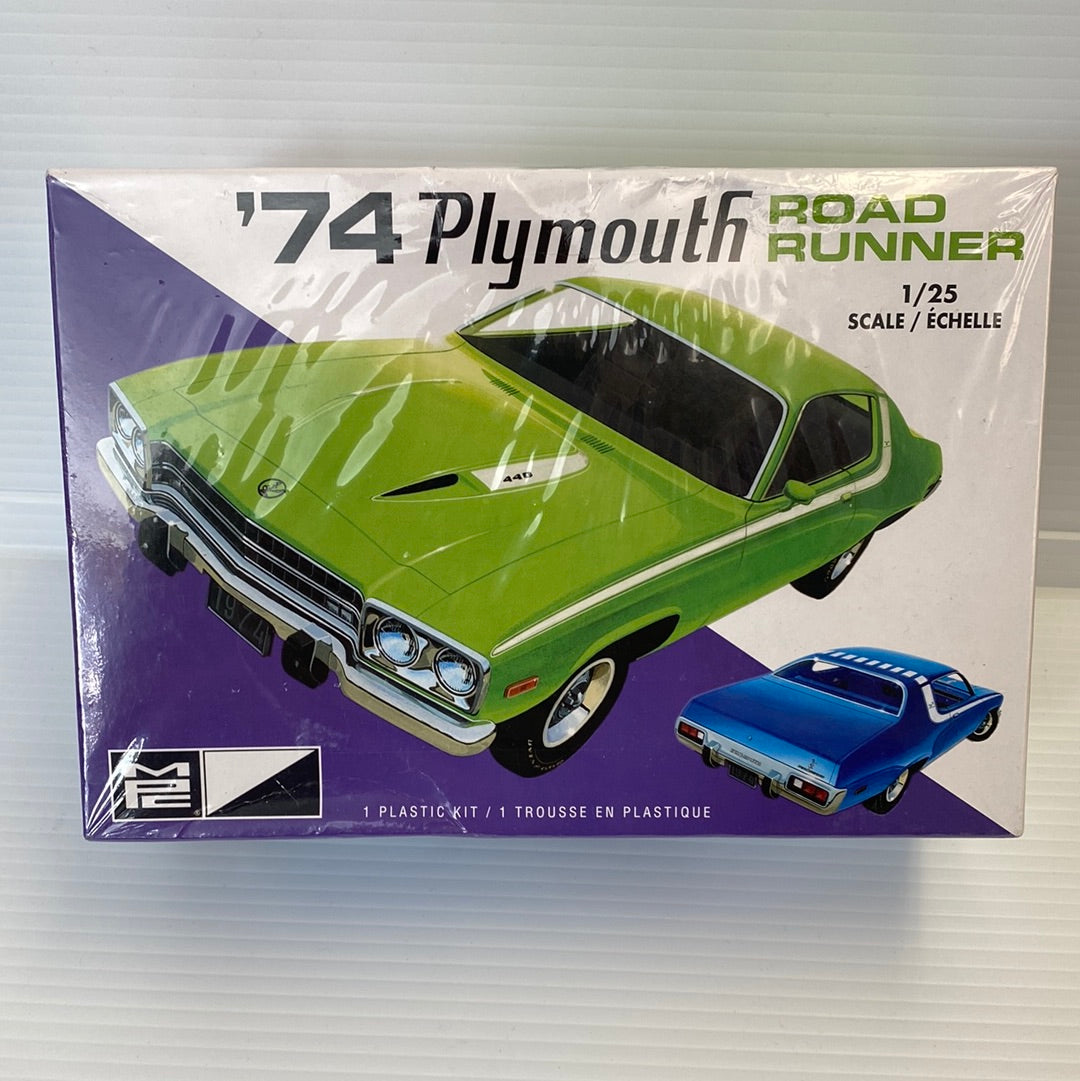 '74 Plymouth ROAD RUNNER
1/25
SCALE / ÉCHELLE
440
1974
MPC®
1 PLASTIC KIT / 1 TROUSSE EN PLASTIQUE